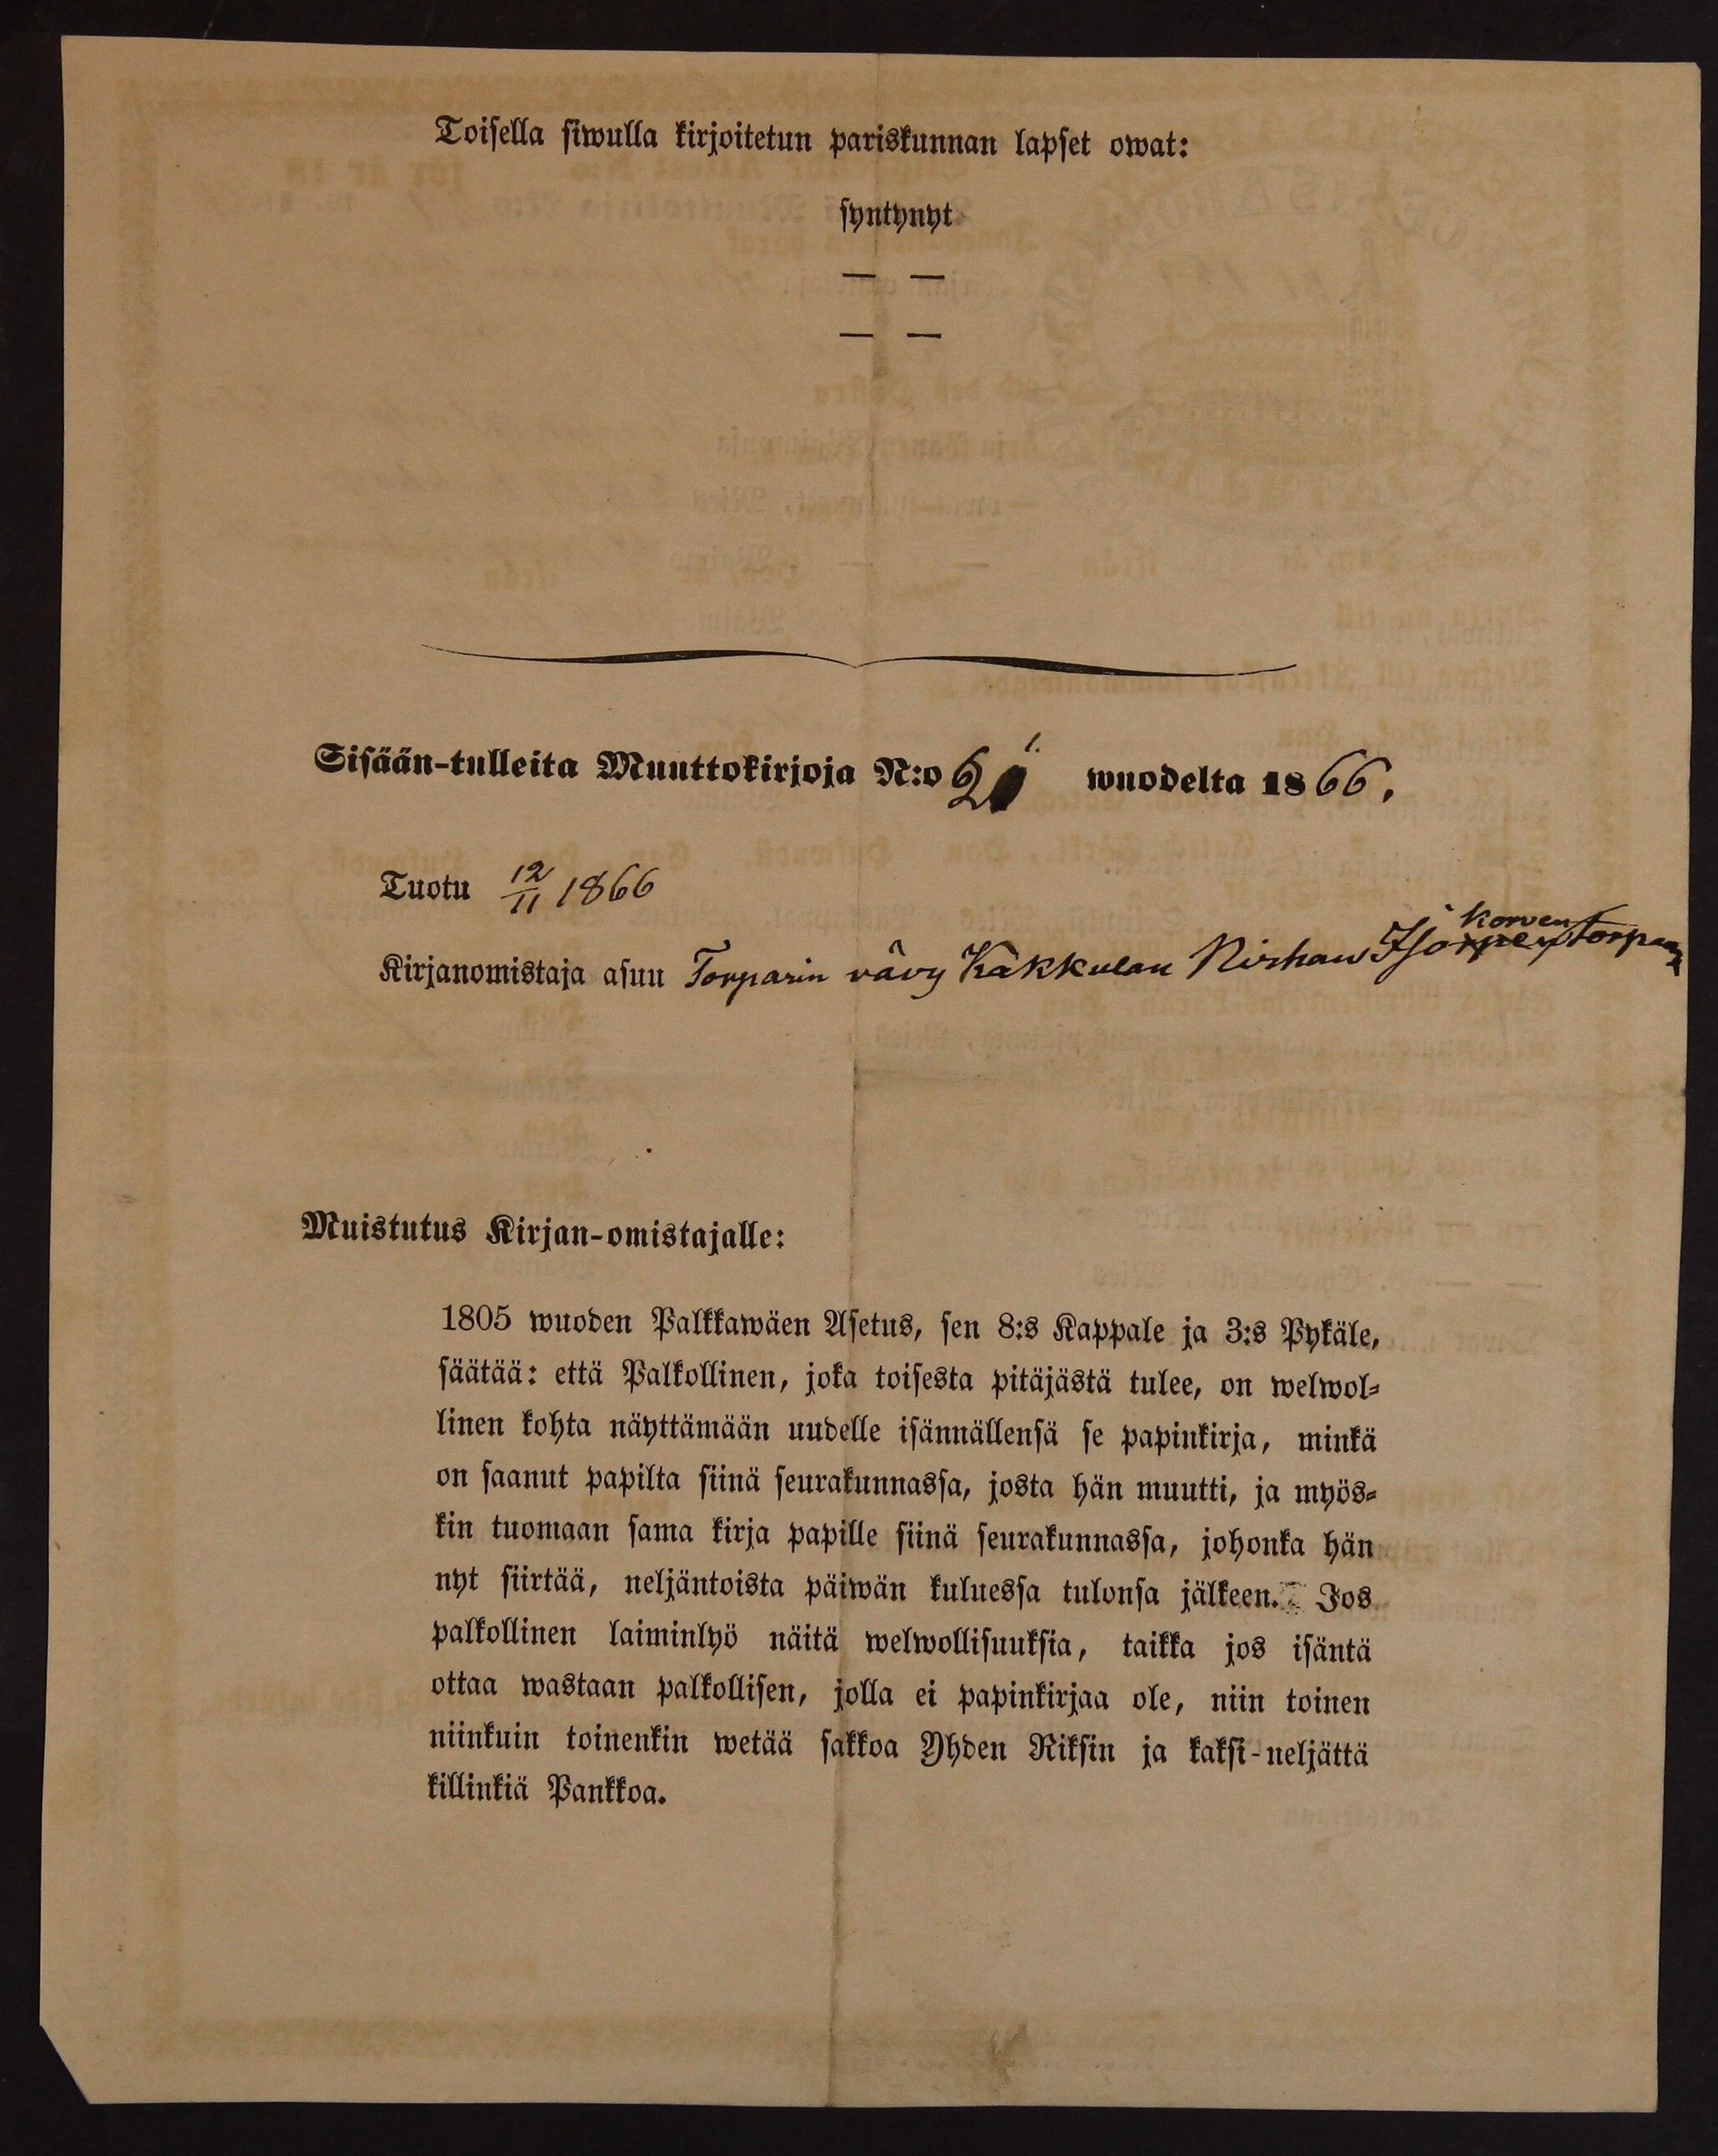 Toisella siwulla kirjoitetun pariskunnan lapset owat:
syntynyt
— —
— —
Sisään-tulleita Muuttokirjoja N:o wuodelta 1866.
Tuotu 12/11 1866
Korven
Kirjanomistaja asuu Torparin vävy Käkkulan
Muistutus Kirjan-omistajalle:
1805 wuoden Palkkawäen Asetus, sen 8:s Kappale ja 3:s Pykäle,
säätää: että Palkollinen, joka toisesta pitäjästä tulee, on welwol-
linen kohta näyttämään uudelle isännällensä se papinkirja, minkä
on saanut papilta siinä seurakunnassa, josta hän muutti, ja myös-
kin tuomaan sama kirja papille siinä seurakunnassa, johonka hän
nyt siirtää, neljäntoista päiwän kuluessa tulonsa jälkeen. Jos
palkollinen laiminlyö näitä welwollisuuksia, taikka jos isäntä
ottaa wastaan palkollisen, jolla ei papinkirjaa ole, niin toinen
niinkuin toinenkin wetää sakkoa Yhden Riksin ja kaksi-neljättä
killinkiä Pankkoa.